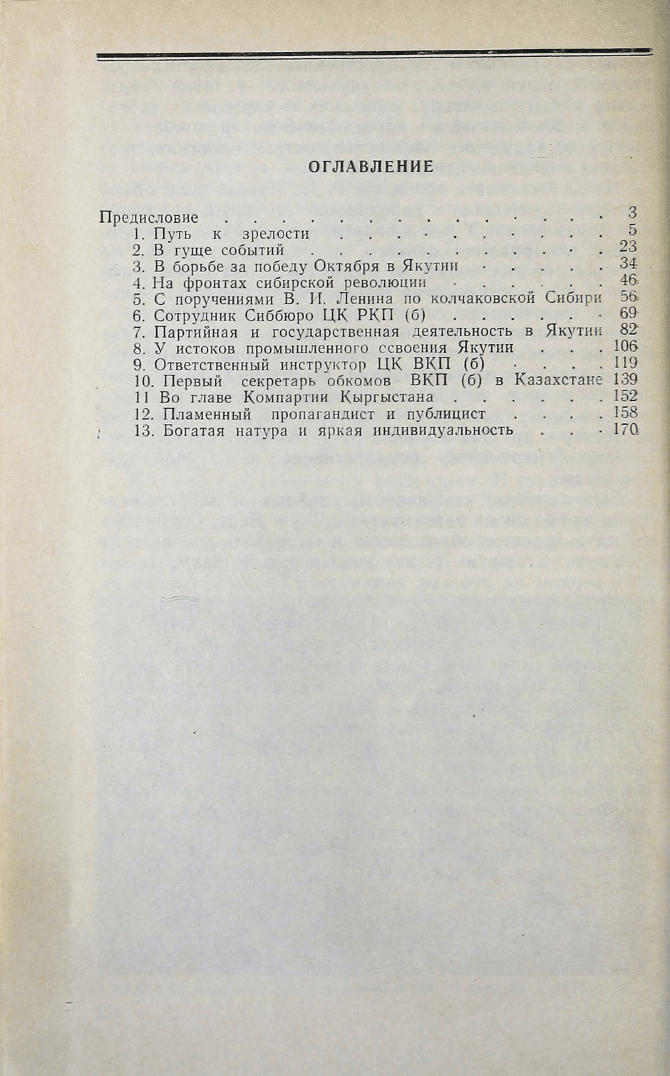 ОГЛАВЛЕНИЕ
Предисловие . . . . . . . . . . . . . . 3
1. Путь к зрелости . . . . . . . . . . 5
2. В гуще событий . . . . . . . . . . . 23
3. В борьбе за победу Октября в Якутии . . . . . 34
4. На фронтах сибирской революции . . . . . . 46
5. С поручениями В. И. Ленина по колчаковской Сибири 56
6. Сотрудник Сиббюро ЦК РКП (б) . . . . . . 69
7. Партийная и государственная деятельность в Якутии 82
8. У истоков промышленного освоения Якутии . . . 106
9. Ответственный инструктор ЦК ВКП (б) . . . . 119
10. Первый секретарь обкомов ВКП (б) в Казахстане 139
11 Во главе Компартии Кыргыстана . . . . . . 152
12. Пламенный пропагандист и публицист . . . . 158
13. Богатая натура и яркая индивидуальность . . . 170